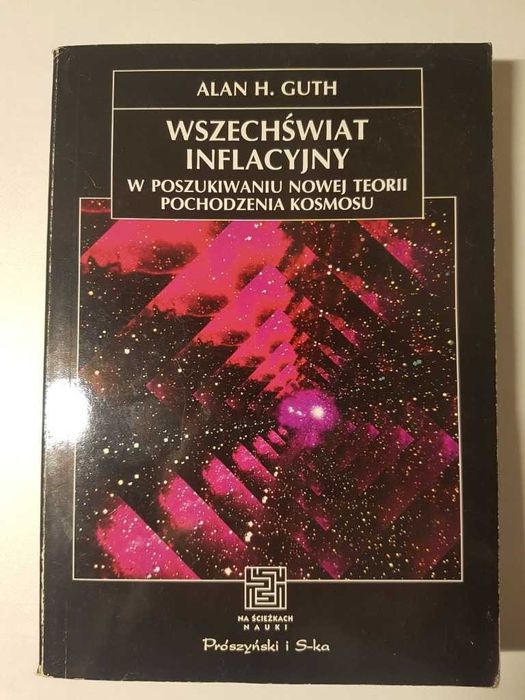 ALAN H. GUTH
WSZECHŚWIAT
INFLACYJNY
W POSZUKIWANIU NOWEJ TEORII
POCHODZENIA KOSMOSU
NA ŚCIEŻKACH
NAUKI
Prószyński i S-ka